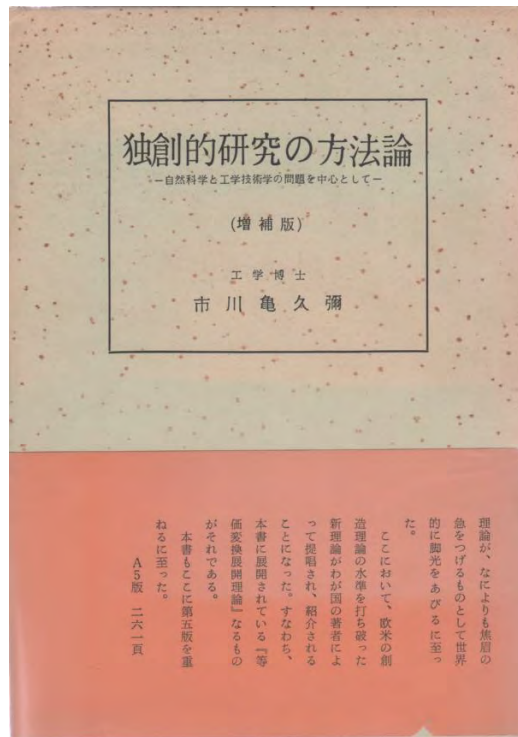 独創的研究の方法論
―自然科学と工学技術学の問題を中心として―
(増補版)
工学博士
市川亀久彌
理論が、なによりも焦眉の
急をつげるものとして世界
的に脚光をあびるに至っ
た。
ここにおいて、欧米の創
造理論の水準を打ち破った
新理論がわが国の著者によ
って提唱され、紹介される
ことになった。すなわち、
本書に展開されている『等
価変換展開理論』なるもの
がそれである。
本書もここに第五版を重
ねるに至った。
A5版 二六一頁